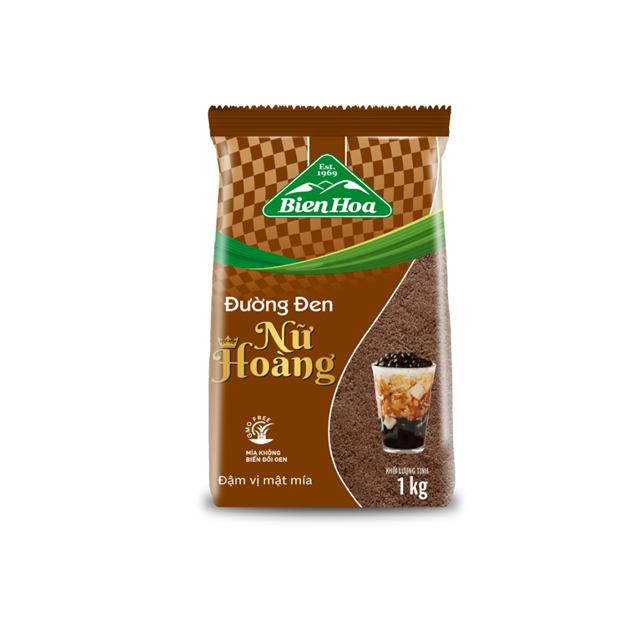 Est.
1969
Bien Hoa
Đường Đen
Nữ
Hoàng
GMO FREE
MÍA KHÔNG
BIẾN ĐỔI GEN
Đậm vị mật mía
KHỐI LƯỢNG TỊNH
1 kg